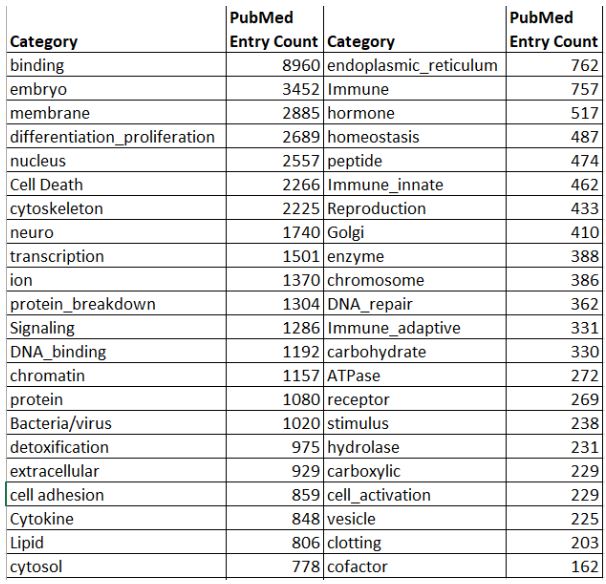 PubMed PubMed
Category Entry Count Category Entry Count
binding 8960 endoplasmic_reticulum 762
embryo 3452 Immune 757
membrane 2885 hormone 517
differentiation_proliferation 2689 homeostasis 487
nucleus 2557 peptide 474
Cell Death 2266 Immune_innate 462
cytoskeleton 2225 Reproduction 433
neuro 1740 Golgi 410
transcription 1501 enzyme 388
ion 1370 chromosome 386
protein_breakdown 1304 DNA_repair 362
Signaling 1286 Immune_adaptive 331
DNA_binding 1192 carbohydrate 330
chromatin 1157 ATPase 272
protein 1080 receptor 269
Bacteria/virus 1020 stimulus 238
detoxification 975 hydrolase 231
extracellular 929 carboxylic 229
cell adhesion 859 cell_activation 229
Cytokine 848 vesicle 225
Lipid 806 clotting 203
cytosol 778 cofactor 162